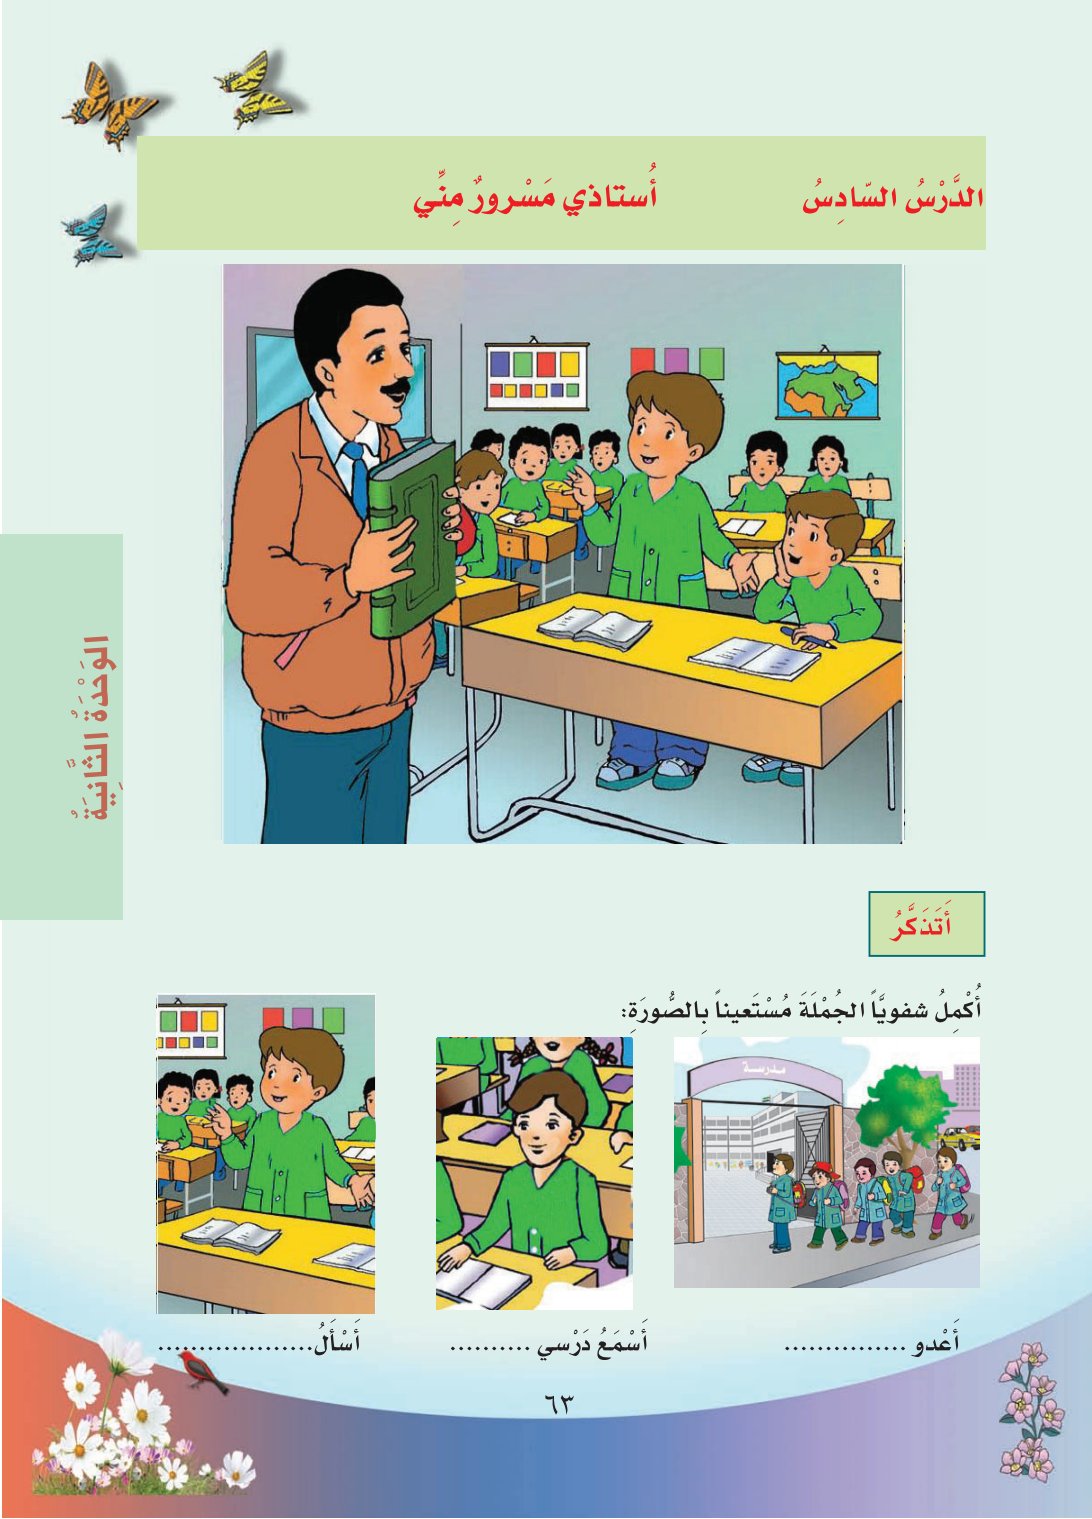 الدَّرْسُ السّادِسُ
أُستاذي مَسْرورٌ مِنِّي
الوَحْدَةُ الثَّانِيَةُ
أَتَذَكَّرُ
أُكْمِلُ شفويَّاً الجُمْلَةَ مُسْتَعيناً بِالصُّورَةِ:
مدرسة
أَعْدو ...............
أَسْمَعُ دَرْسي ..........
أَسْأَلُ...................
٦٣